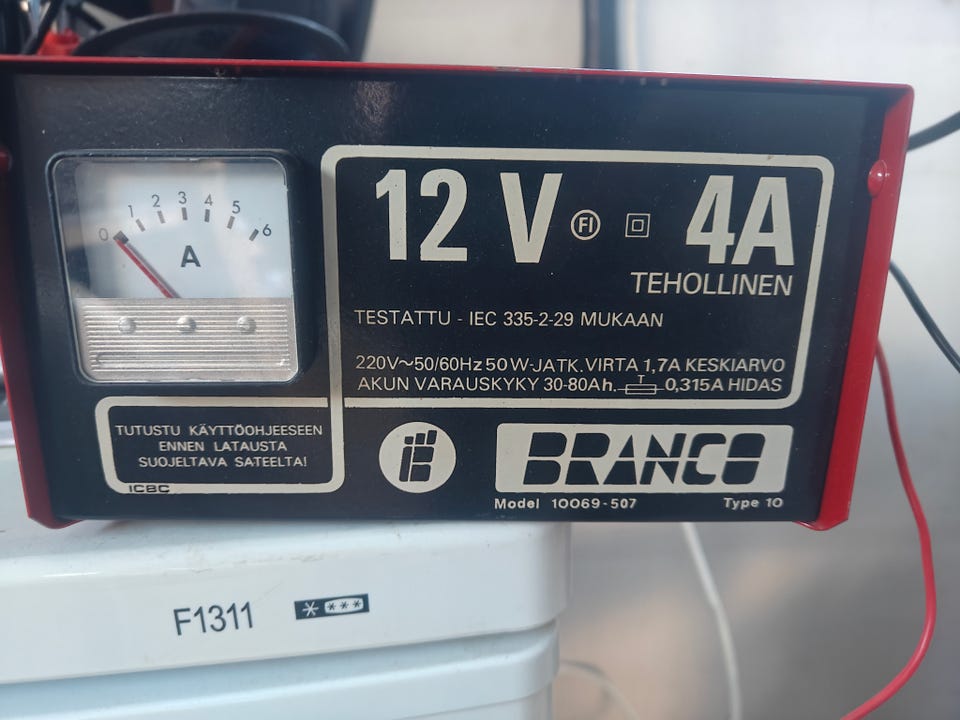 0 1 2 3 4 5 6
A
12 V FI 4A
TEHOLLINEN
TESTATTU - IEC 335-2-29 MUKAAN
220V~50/60Hz 50W-JATK. VIRTA 1,7A KESKIARVO
AKUN VARAUSKYKY 30-80Ah. T 0,315A HIDAS
TUTUSTU KÄYTTÖOHJEESEEN
ENNEN LATAUSTA
SUOJELTAVA SATEELTA!
ICBC
BRANCO
Model 10069-507 Type 10
F1311 * ***